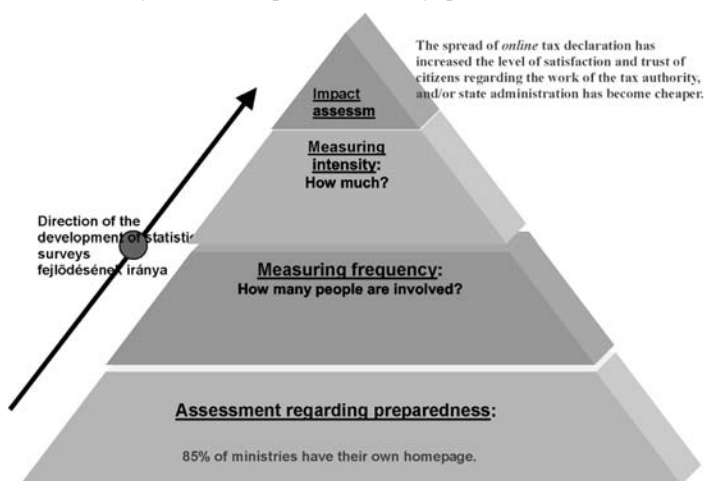 The spread of online tax declaration has
increased the level of satisfaction and trust of
citizens regarding the work of the tax authority,
and/or state administration has become cheaper.
Impact
assessm
Measuring
intensity:
How much?
Direction of the
development of statistic
surveys
fejlődésének iránya
Measuring frequency:
How many people are involved?
Assessment regarding preparedness:
85% of ministries have their own homepage.